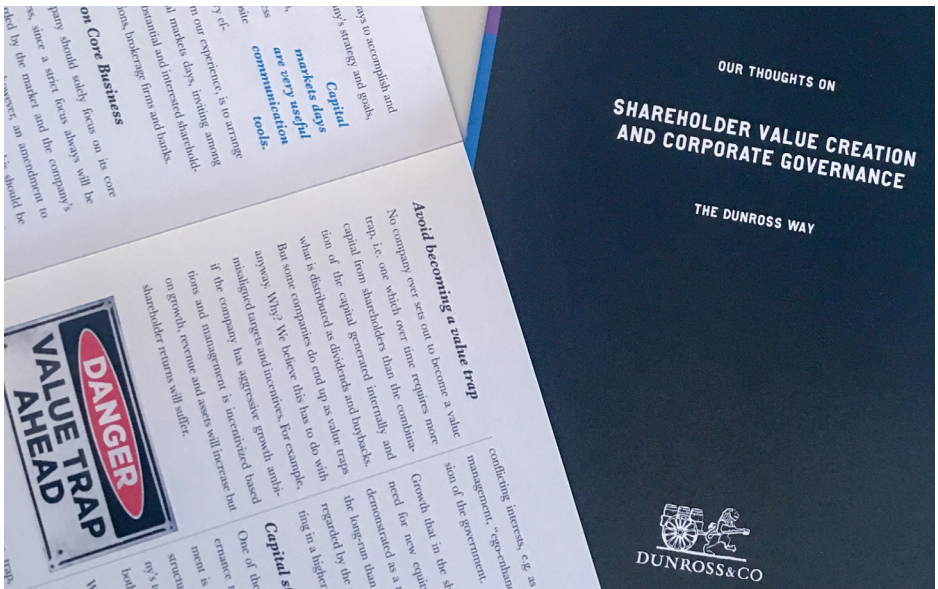 ways to accomplish and
ny's strategy and goals,
Capital
markets days
are very useful
communication
tools.
ry ef-
m our experience, is to arrange
al markets days, inviting among
bstantial and interested sharehold-
ions, brokerage firms and banks.
on Core Business
pany should solely focus on its core
ss, since a strict focus always will be
rded by the market and the company's
owever, an amendment to
is should be
Avoid becoming a value trap
No company ever sets out to become a value
trap, i.e. one which over time requires more
capital from shareholders than the combina-
tion of the capital generated internally and
what is distributed as dividends and buybacks.
But some companies do end up as value traps
anyway. Why? We believe this has to do with
misaligned targets and incentives. For example,
if the company has aggressive growth ambi-
tions and management is incentivized based
on growth, revenue and assets will increase but
shareholder returns will suffer.
DANGER
VALUE TRAP
AHEAD
conflicting interests, e.g. as
management, "ego-enhanc
sion of the government.
Growth that in the sh
need for new equit
demonstrated as a n
the long-run than
regarded by the
ting in a higher
Capital s
One of the
ernance r
ment is
structu
ny's t
both
W
trap,
OUR THOUGHTS ON
SHAREHOLDER VALUE CREATION
AND CORPORATE GOVERNANCE
THE DUNROSS WAY
DUNROSS&CO